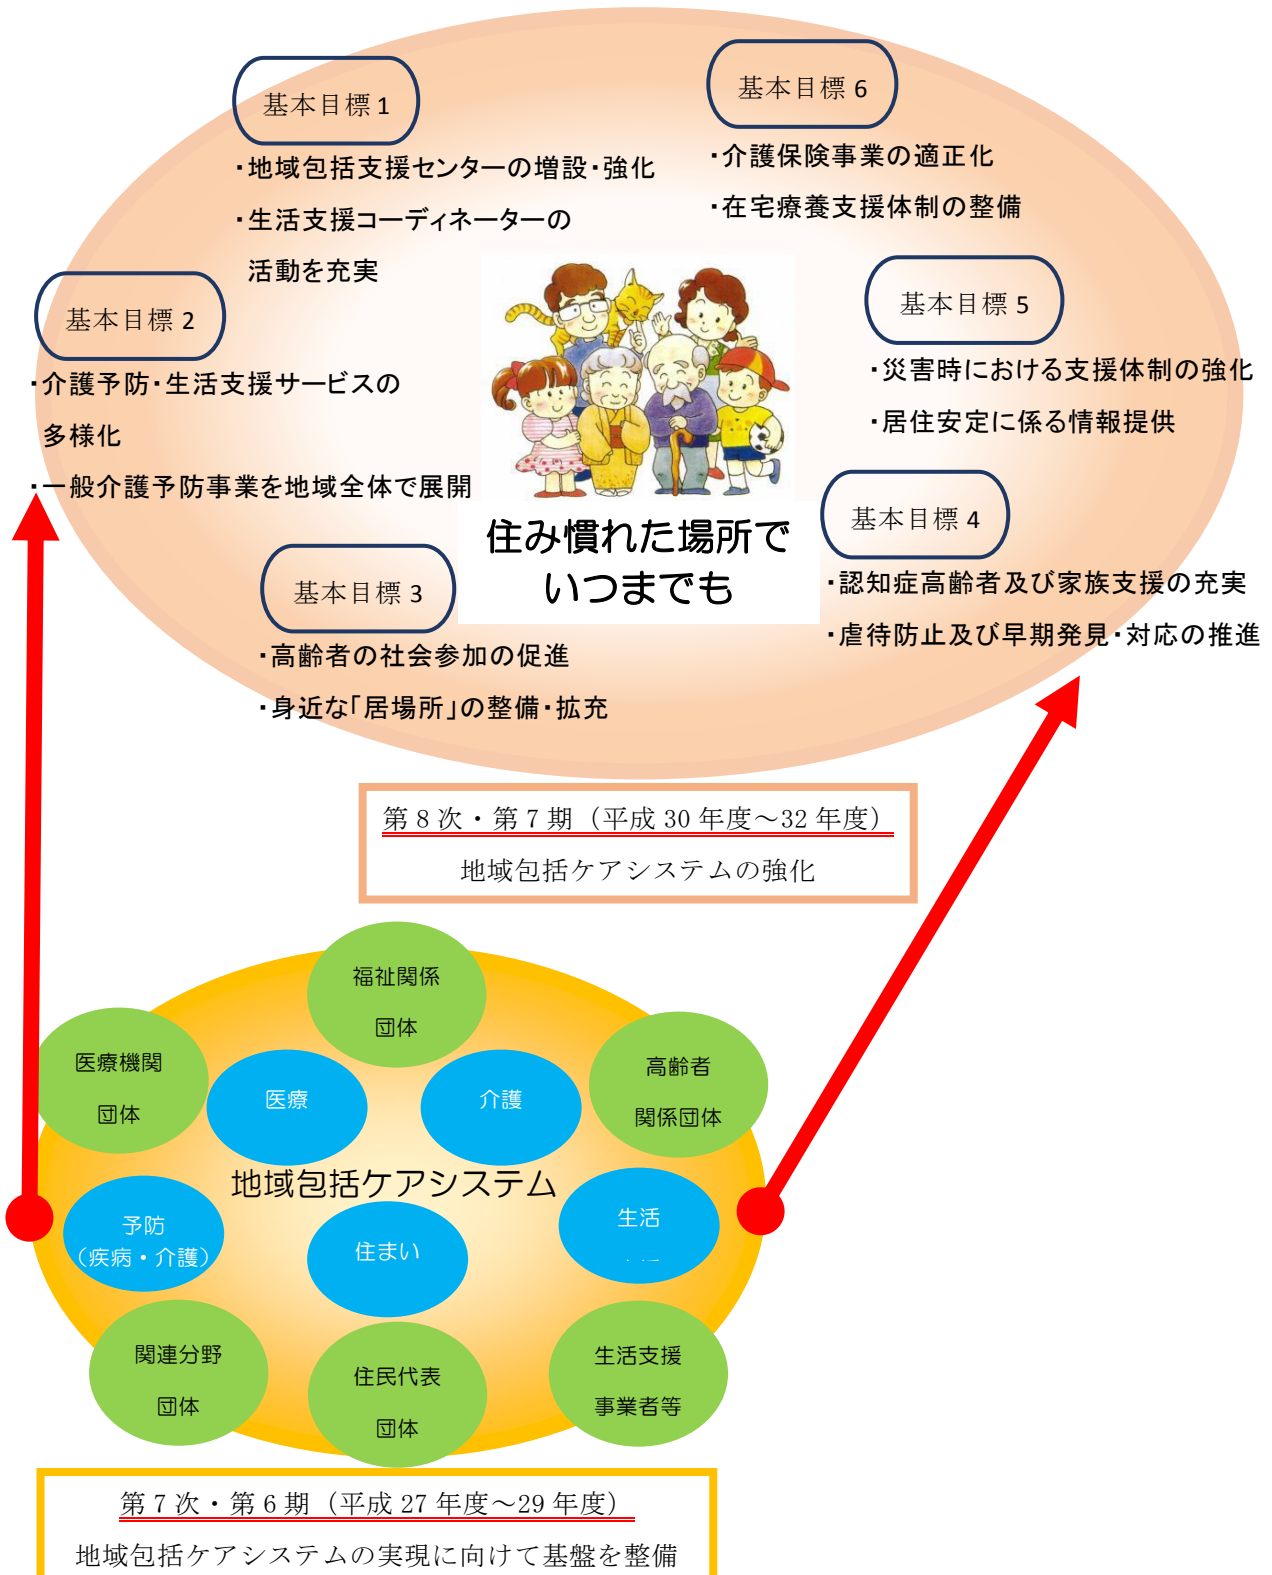 基本目標 1
・地域包括支援センターの増設・強化
・生活支援コーディネーターの
活動を充実
基本目標 6
・介護保険事業の適正化
・在宅療養支援体制の整備
基本目標 2
・介護予防・生活支援サービスの
多様化
・一般介護予防事業を地域全体で展開
基本目標 5
・災害時における支援体制の強化
・居住安定に係る情報提供
基本目標 3
・高齢者の社会参加の促進
・身近な「居場所」の整備・拡充
基本目標 4
・認知症高齢者及び家族支援の充実
・虐待防止及び早期発見・対応の推進
住み慣れた場所で
いつまでも
第 8 次・第 7 期（平成 30 年度～32 年度）
地域包括ケアシステムの強化
福祉関係
団体
医療機関
団体
高齢者
関係団体
医療
介護
地域包括ケアシステム
予防
（疾病・介護）
住まい
生活
関連分野
団体
住民代表
団体
生活支援
事業者等
第 7 次・第 6 期（平成 27 年度～29 年度）
地域包括ケアシステムの実現に向けて基盤を整備